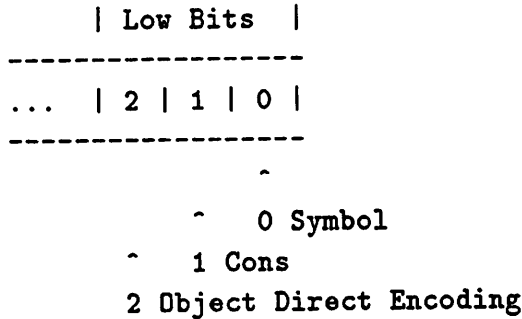 | Low Bits |
------------------
... | 2 | 1 | 0 |
------------------
^
^ 0 Symbol
^ 1 Cons
2 Object Direct Encoding